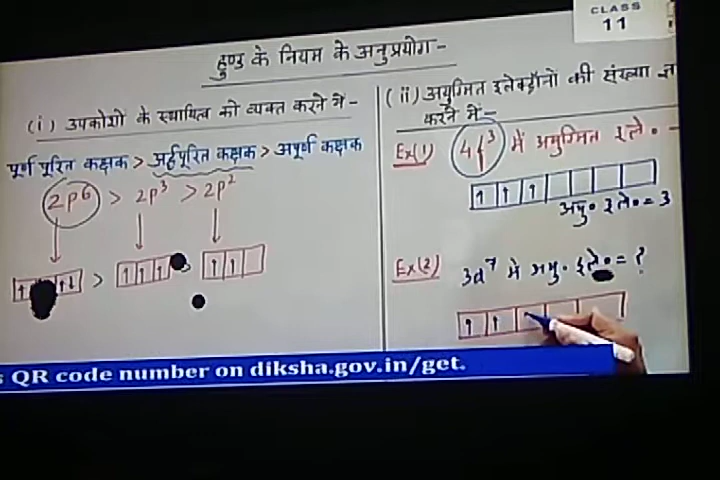 CLASS
11
हुण्ड के नियम के अनुप्रयोग -
(i) उपकोशों के स्थायित्व को व्यक्त करने में -
पूर्ण पूरित कक्षक > अर्द्धपूरित कक्षक > अपूर्ण कक्षक
2p6 > 2p³ > 2p²
>
(ii) अयुग्मित इलेक्ट्रॉनों की संख्या
करने में -
Ex(1) 4f³ में अयुग्मित इले० -
अयु० इले० = 3
Ex(2) 3d⁷ में अयु० इले० = ?
QR code number on diksha.gov.in/get.